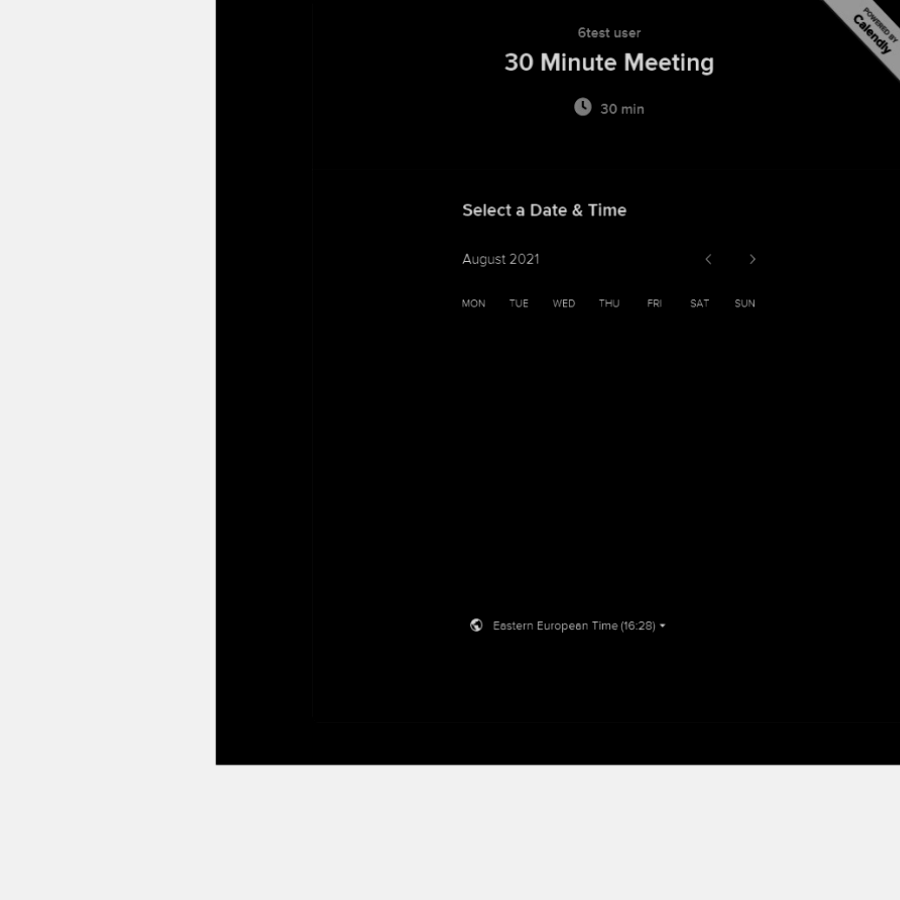 6test user
30 Minute Meeting
30 min
POWERED BY
Calendly
Select a Date & Time
August 2021
MON TUE WED THU FRI SAT SUN
Eastern European Time (16:28)